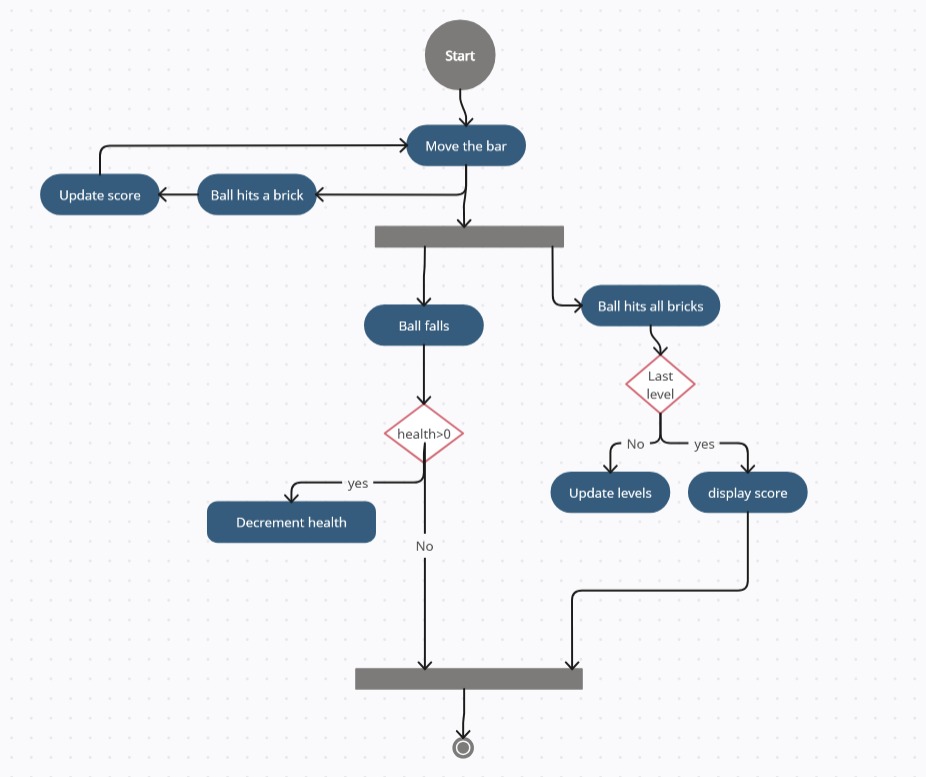 Start
Move the bar
Update score
Ball hits a brick
Ball hits all bricks
Ball falls
Last
level
health>0
No
yes
yes
Update levels
display score
Decrement health
No